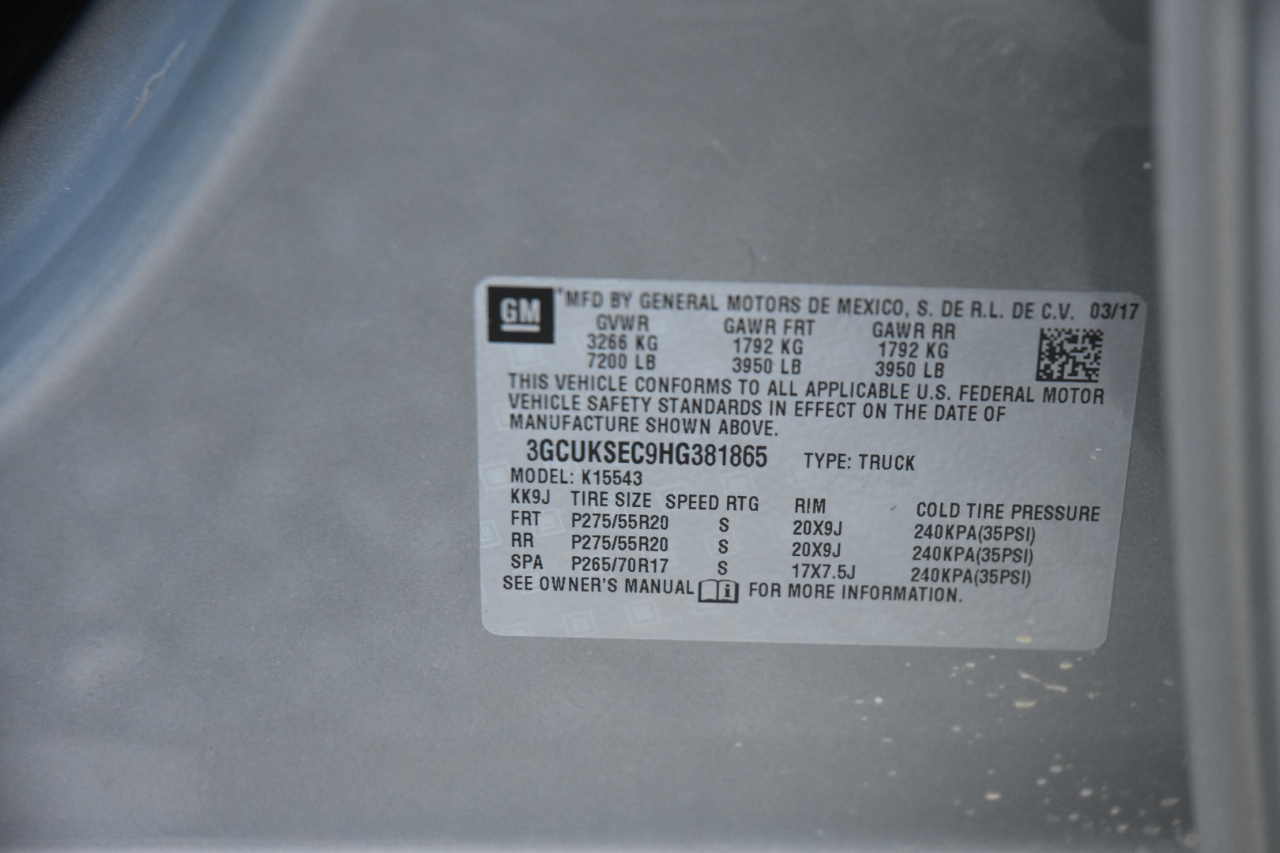 GM
*MFD BY GENERAL MOTORS DE MEXICO, S. DE R.L. DE C.V. 03/17
GVWR GAWR FRT GAWR RR
3266 KG 1792 KG 1792 KG
7200 LB 3950 LB 3950 LB
THIS VEHICLE CONFORMS TO ALL APPLICABLE U.S. FEDERAL MOTOR
VEHICLE SAFETY STANDARDS IN EFFECT ON THE DATE OF
MANUFACTURE SHOWN ABOVE.
3GCUKSEC9HG381865 TYPE: TRUCK
MODEL: K15543
KK9J TIRE SIZE SPEED RTG RIM COLD TIRE PRESSURE
FRT P275/55R20 S 20X9J 240KPA(35PSI)
RR P275/55R20 S 20X9J 240KPA(35PSI)
SPA P265/70R17 S 17X7.5J 240KPA(35PSI)
SEE OWNER'S MANUAL i FOR MORE INFORMATION.